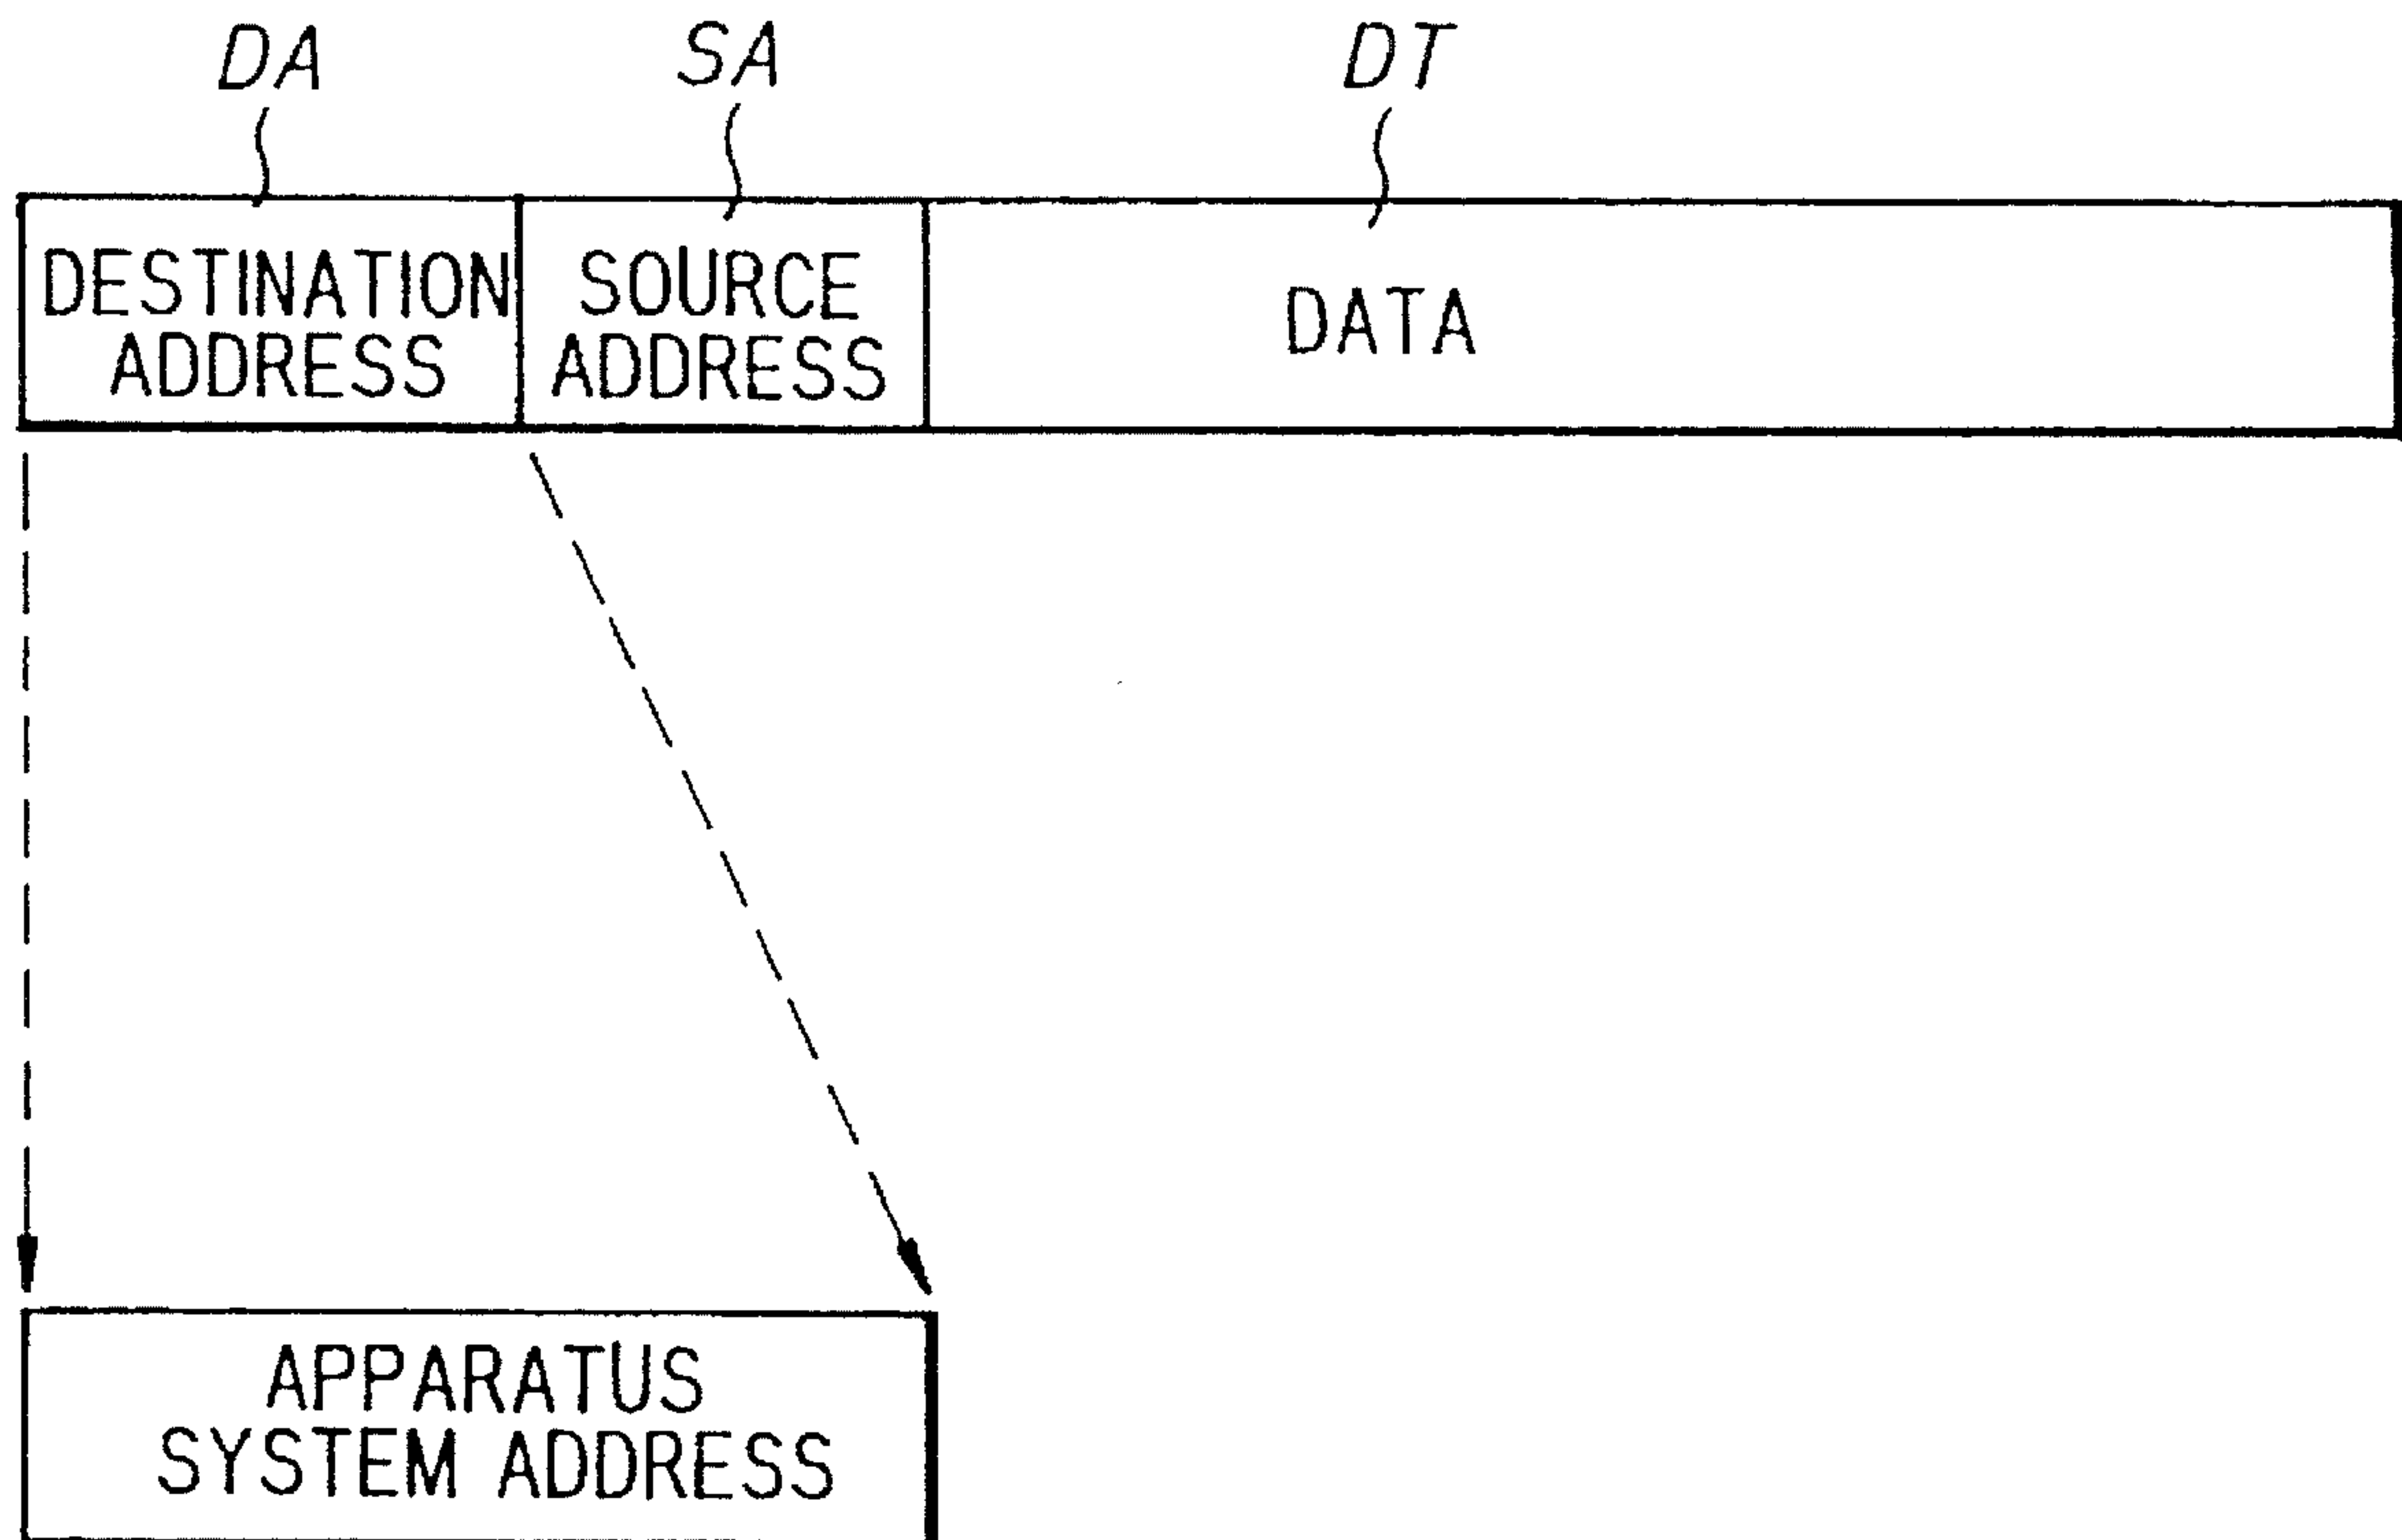 DA SA DT
DESTINATION
ADDRESS
SOURCE
ADDRESS
DATA
APPARATUS
SYSTEM ADDRESS